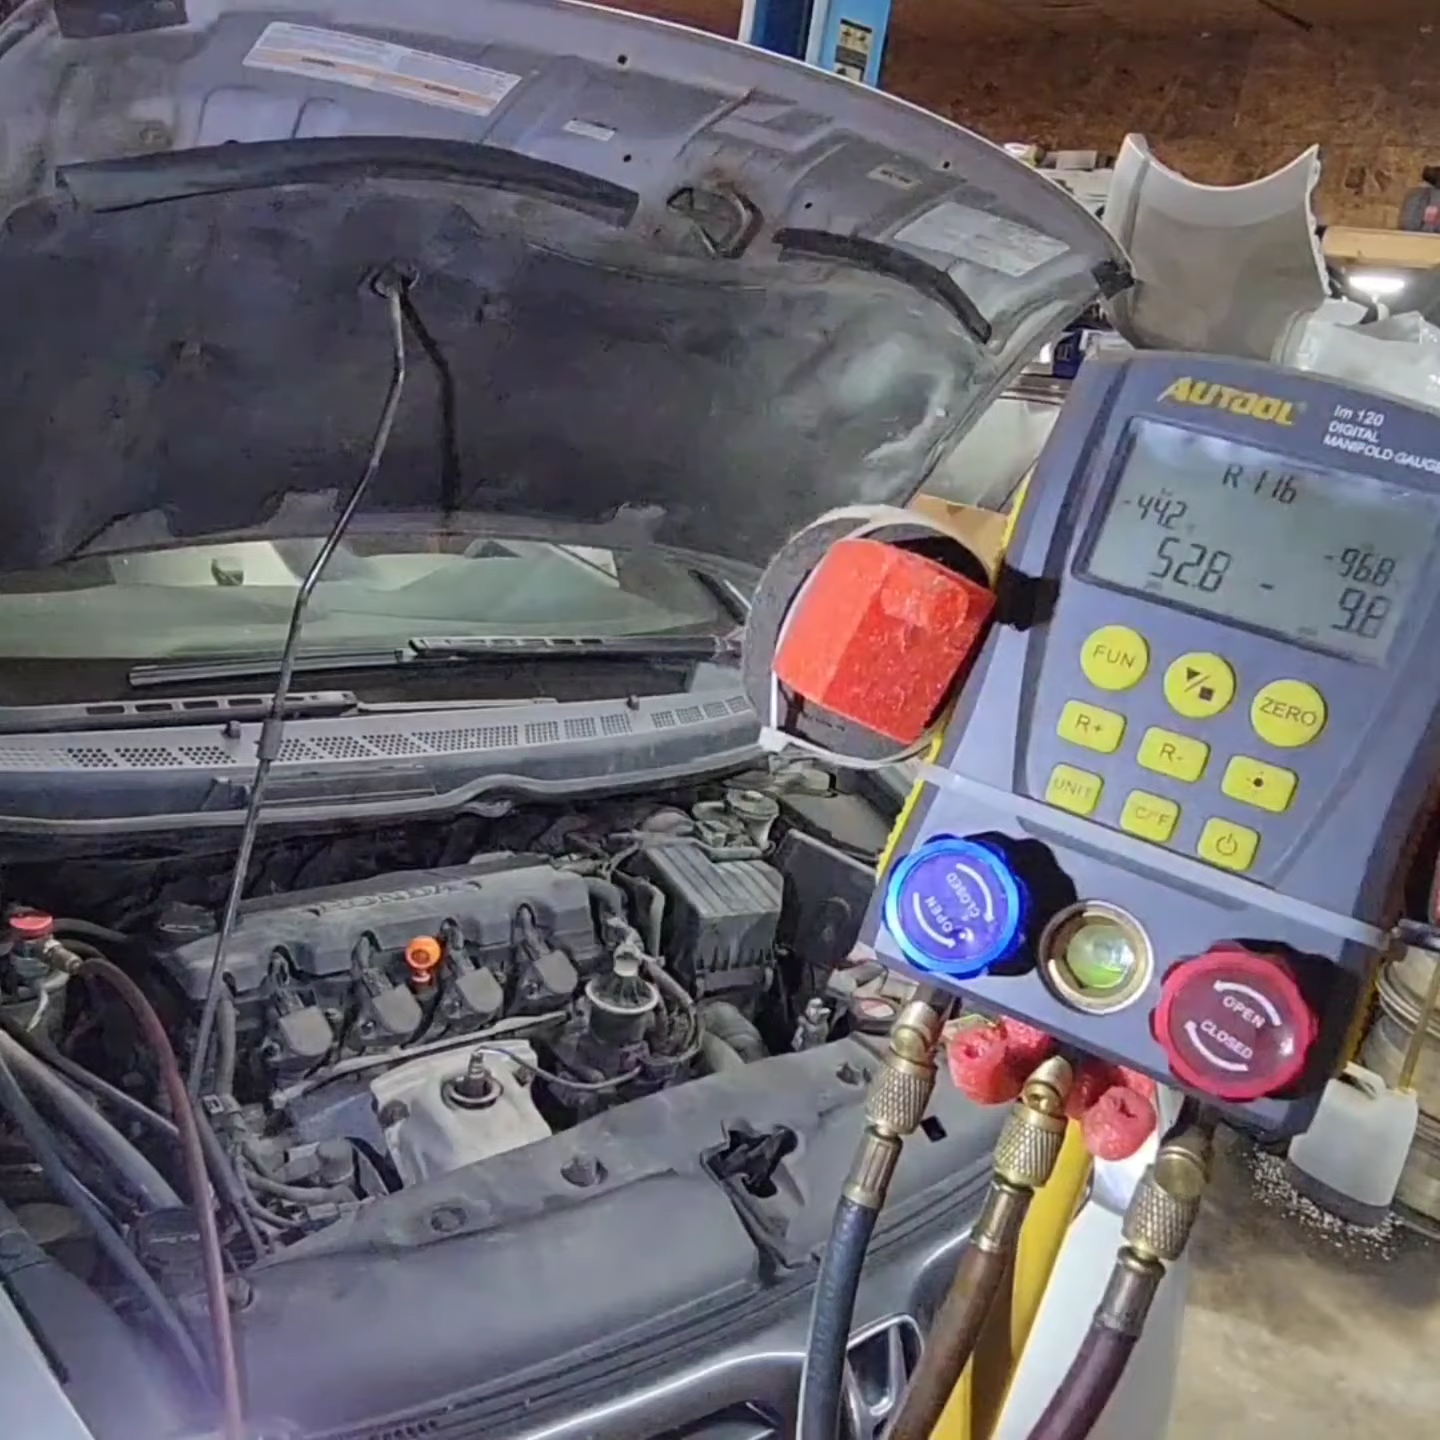 AUTOOL
lm 120
DIGITAL
MANIFOLD GAUGE
R 116
-44.2
-96.8
52.8 - 9.8
FUN
ZERO
R+
R-
UNIT
C/°F
OPEN
CLOSED
OPEN
CLOSED
HONDA